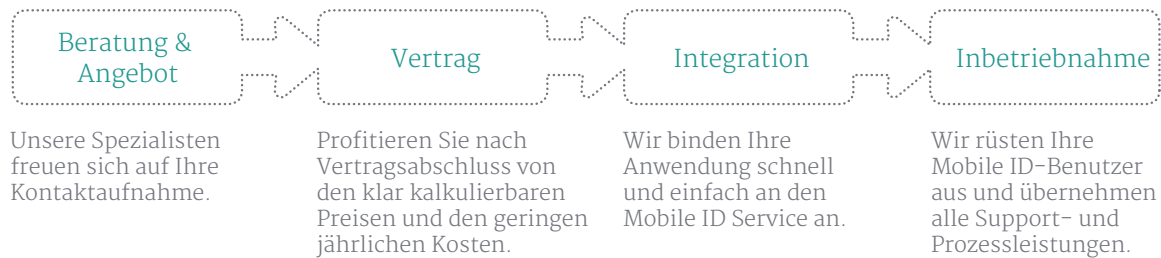 Beratung &
Angebot
Vertrag
Integration
Inbetriebnahme
Unsere Spezialisten
freuen sich auf Ihre
Kontaktaufnahme.
Profitieren Sie nach
Vertragsabschluss von
den klar kalkulierbaren
Preisen und den geringen
jährlichen Kosten.
Wir binden Ihre
Anwendung schnell
und einfach an den
Mobile ID Service an.
Wir rüsten Ihre
Mobile ID-Benutzer
aus und übernehmen
alle Support- und
Prozessleistungen.